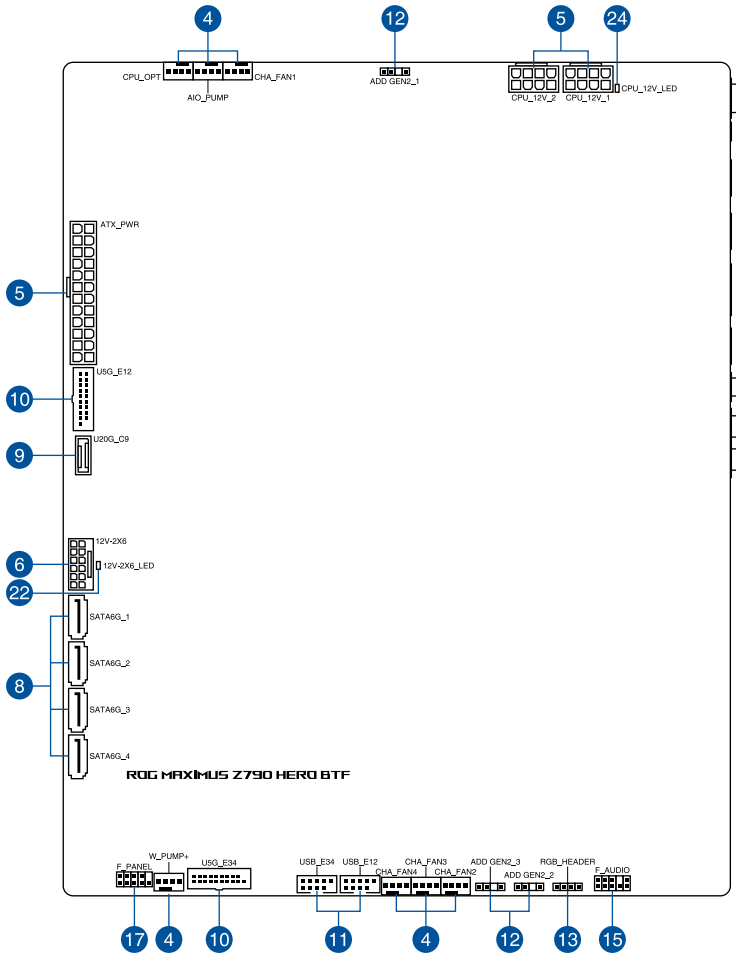 4
12
5
24
CPU_OPT
CHA_FAN1
AIO_PUMP
ADD GEN2_1
CPU_12V_2
CPU_12V_1
CPU_12V_LED
ATX_PWR
5
U5G_E12
10
U20G_C9
9
12V-2X6
6
12V-2X6_LED
22
SATA6G_1
SATA6G_2
8
SATA6G_3
SATA6G_4
ROG MAXIMUS Z790 HERO BTF
F_PANEL
W_PUMP+
U5G_E34
USB_E34
USB_E12
CHA_FAN3
CHA_FAN4
CHA_FAN2
ADD GEN2_3
ADD GEN2_2
RGB_HEADER
F_AUDIO
17
4
10
11
4
12
13
15